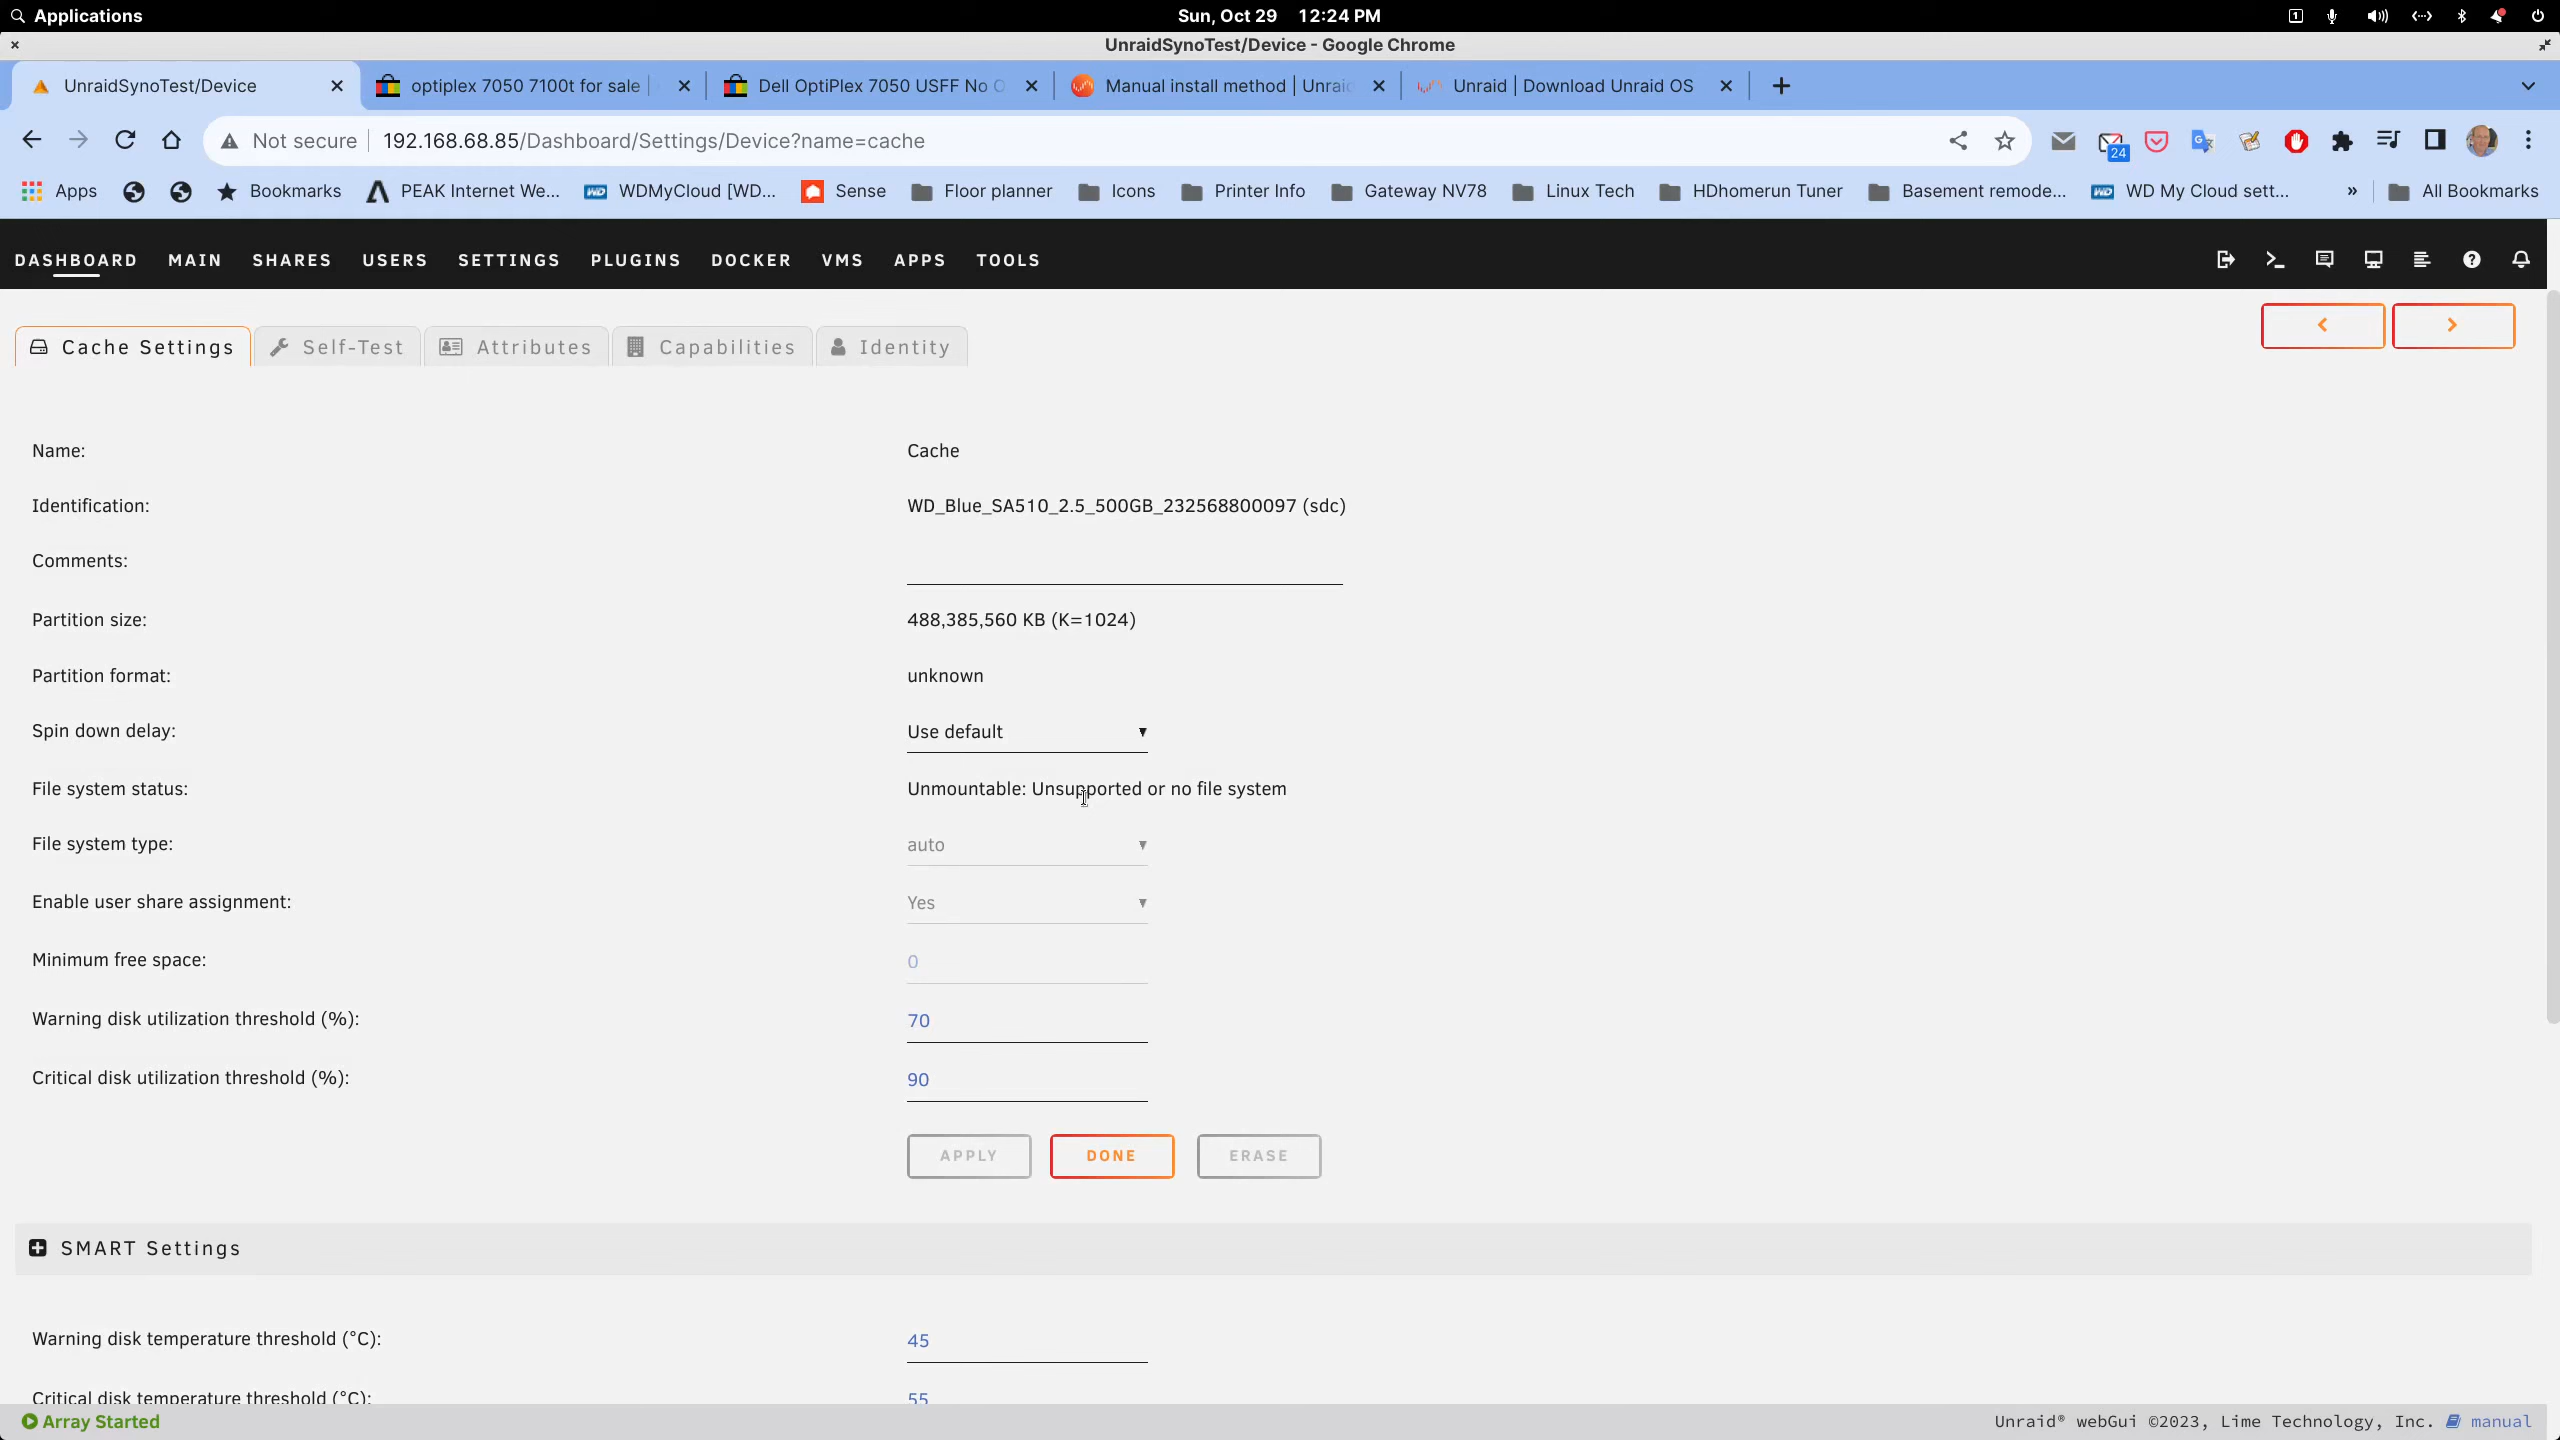 Applications
Sun, Oct 29 12:24 PM
UnraidSynoTest/Device - Google Chrome
UnraidSynoTest/Device
optiplex 7050 7100t for sale |
Dell OptiPlex 7050 USFF No O
Manual install method | Unraid
Unraid | Download Unraid OS
Not secure
192.168.68.85/Dashboard/Settings/Device?name=cache
24
Apps
Bookmarks
PEAK Internet We...
WDMyCloud [WD...
Sense
Floor planner
Icons
Printer Info
Gateway NV78
Linux Tech
HDhomerun Tuner
Basement remode...
WD My Cloud sett...
»
All Bookmarks
DASHBOARD MAIN SHARES USERS SETTINGS PLUGINS DOCKER VMS APPS TOOLS
Cache Settings
Self-Test
Attributes
Capabilities
Identity
Name: Cache
Identification: WD_Blue_SA510_2.5_500GB_232568800097 (sdc)
Comments:
Partition size: 488,385,560 KB (K=1024)
Partition format: unknown
Spin down delay: Use default
File system status: Unmountable: Unsupported or no file system
File system type: auto
Enable user share assignment: Yes
Minimum free space: 0
Warning disk utilization threshold (%): 70
Critical disk utilization threshold (%): 90
APPLY DONE ERASE
SMART Settings
Warning disk temperature threshold (°C): 45
Critical disk temperature threshold (°C): 55
Array Started
Unraid® webGui ©2023, Lime Technology, Inc. manual